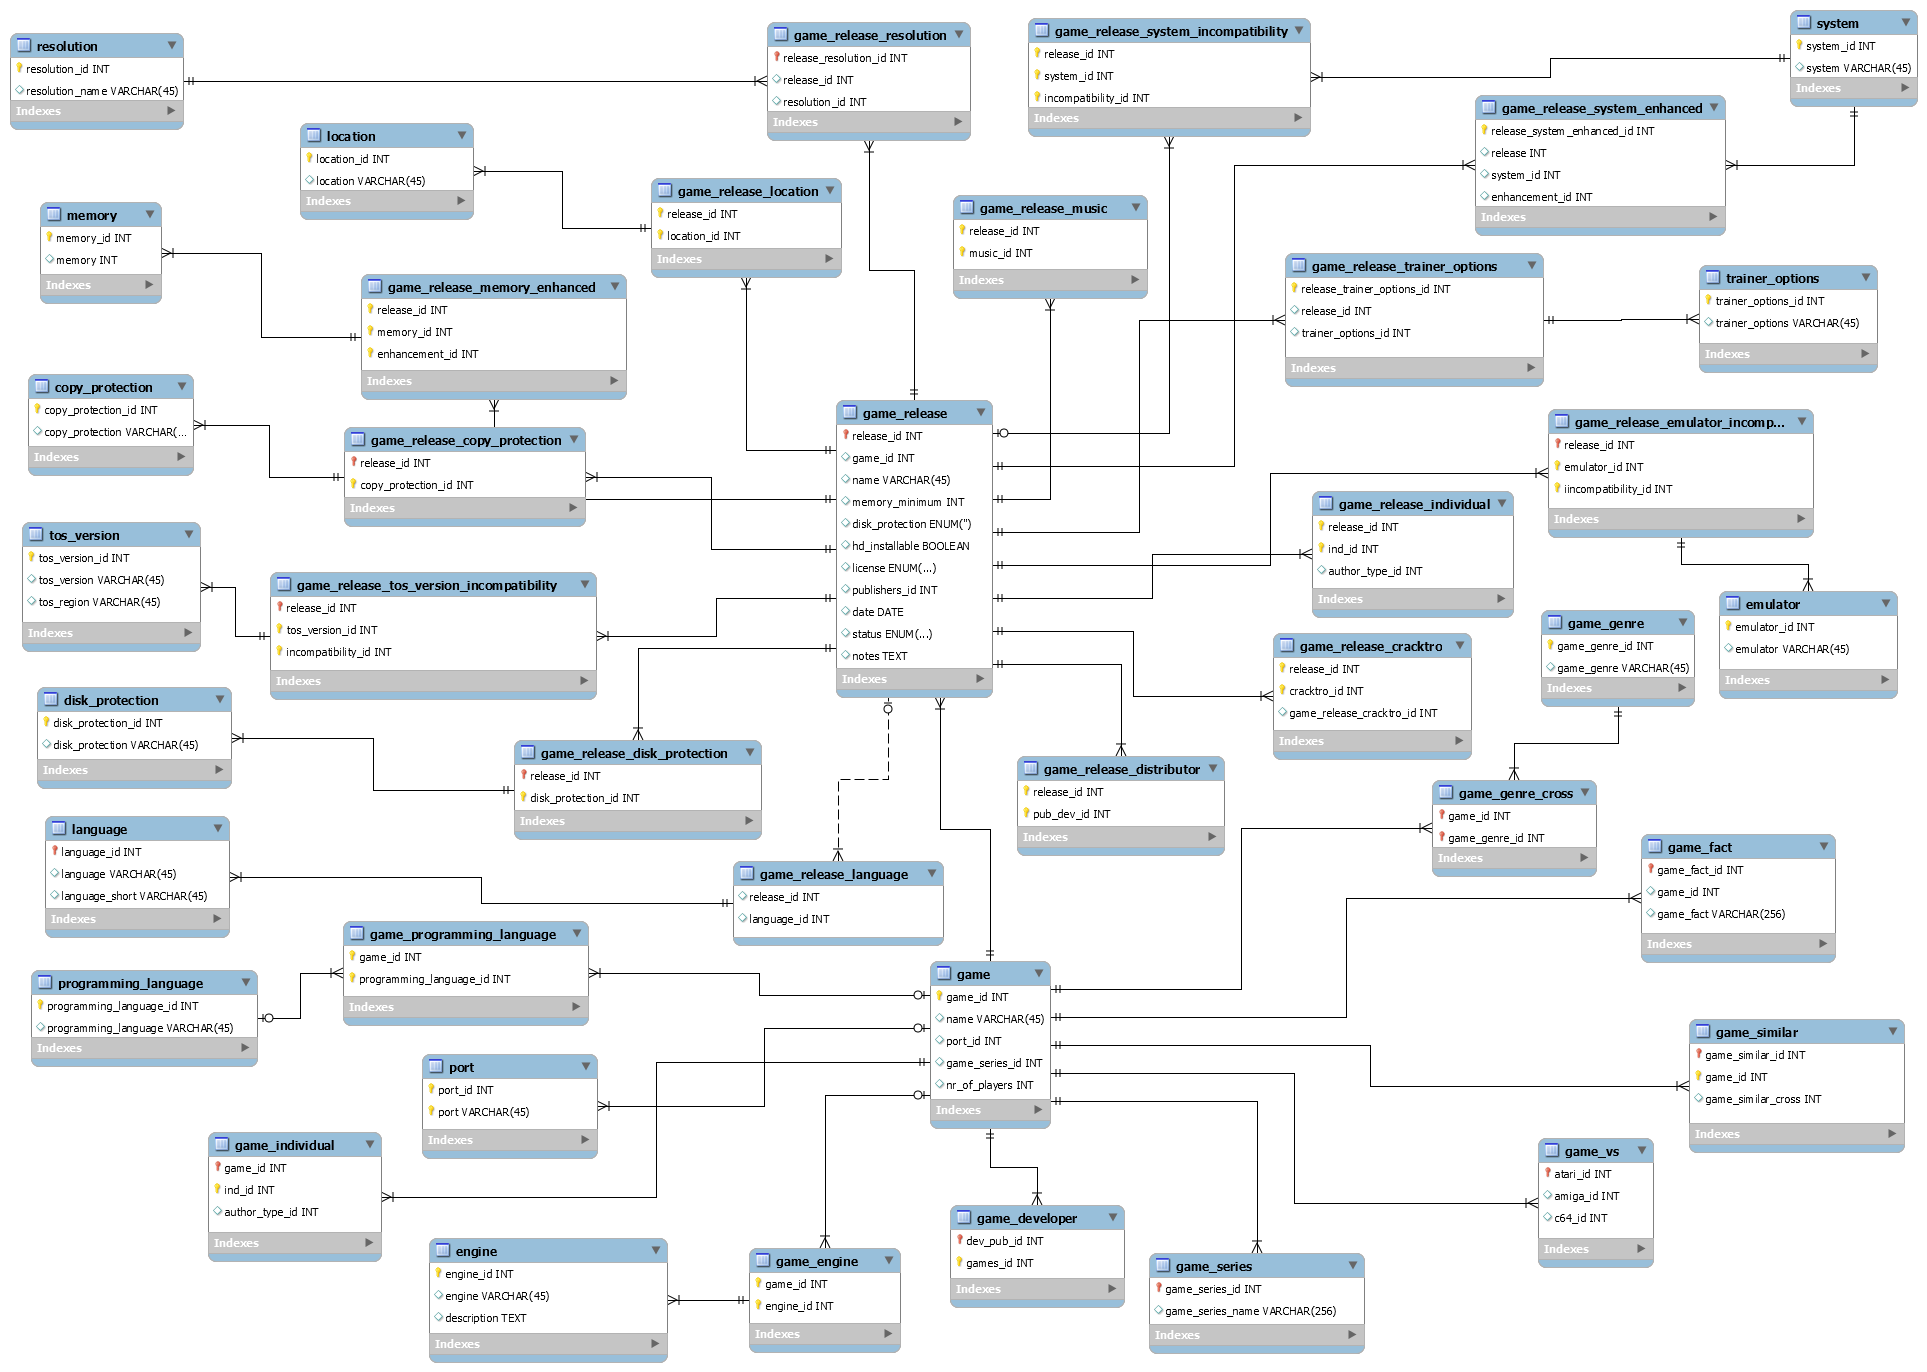 resolution
resolution_id INT
resolution_name VARCHAR(45)
Indexes
game_release_resolution
release_resolution_id INT
release_id INT
resolution_id INT
Indexes
game_release_system_incompatibility
release_id INT
system_id INT
incompatibility_id INT
Indexes
system
system_id INT
system VARCHAR(45)
Indexes
game_release_system_enhanced
release_system_enhanced_id INT
release INT
system_id INT
enhancement_id INT
Indexes
location
location_id INT
location VARCHAR(45)
Indexes
game_release_location
release_id INT
location_id INT
Indexes
game_release_music
release_id INT
music_id INT
Indexes
memory
memory_id INT
memory INT
Indexes
game_release_memory_enhanced
release_id INT
memory_id INT
enhancement_id INT
Indexes
game_release_trainer_options
release_trainer_options_id INT
release_id INT
trainer_options_id INT
Indexes
trainer_options
trainer_options_id INT
trainer_options VARCHAR(45)
Indexes
copy_protection
copy_protection_id INT
copy_protection VARCHAR(...
Indexes
game_release_copy_protection
release_id INT
copy_protection_id INT
Indexes
game_release
release_id INT
game_id INT
name VARCHAR(45)
memory_minimum INT
disk_protection ENUM('')
hd_installable BOOLEAN
license ENUM(...)
publishers_id INT
date DATE
status ENUM(...)
notes TEXT
Indexes
game_release_emulator_incomp...
release_id INT
emulator_id INT
iincompatibility_id INT
Indexes
game_release_individual
release_id INT
ind_id INT
author_type_id INT
Indexes
tos_version
tos_version_id INT
tos_version VARCHAR(45)
tos_region VARCHAR(45)
Indexes
game_release_tos_version_incompatibility
release_id INT
tos_version_id INT
incompatibility_id INT
Indexes
emulator
emulator_id INT
emulator VARCHAR(45)
Indexes
game_genre
game_genre_id INT
game_genre VARCHAR(45)
Indexes
game_release_cracktro
release_id INT
cracktro_id INT
game_release_cracktro_id INT
Indexes
disk_protection
disk_protection_id INT
disk_protection VARCHAR(45)
Indexes
game_release_disk_protection
release_id INT
disk_protection_id INT
Indexes
game_release_distributor
release_id INT
pub_dev_id INT
Indexes
game_genre_cross
game_id INT
game_genre_id INT
Indexes
language
language_id INT
language VARCHAR(45)
language_short VARCHAR(45)
Indexes
game_release_language
release_id INT
language_id INT
game_fact
game_fact_id INT
game_id INT
game_fact VARCHAR(256)
Indexes
game_programming_language
game_id INT
programming_language_id INT
Indexes
programming_language
programming_language_id INT
programming_language VARCHAR(45)
Indexes
game
game_id INT
name VARCHAR(45)
port_id INT
game_series_id INT
nr_of_players INT
Indexes
game_similar
game_similar_id INT
game_id INT
game_similar_cross INT
Indexes
port
port_id INT
port VARCHAR(45)
Indexes
game_individual
game_id INT
ind_id INT
author_type_id INT
Indexes
game_vs
atari_id INT
amiga_id INT
c64_id INT
Indexes
game_developer
dev_pub_id INT
games_id INT
Indexes
engine
engine_id INT
engine VARCHAR(45)
description TEXT
Indexes
game_engine
game_id INT
engine_id INT
Indexes
game_series
game_series_id INT
game_series_name VARCHAR(256)
Indexes